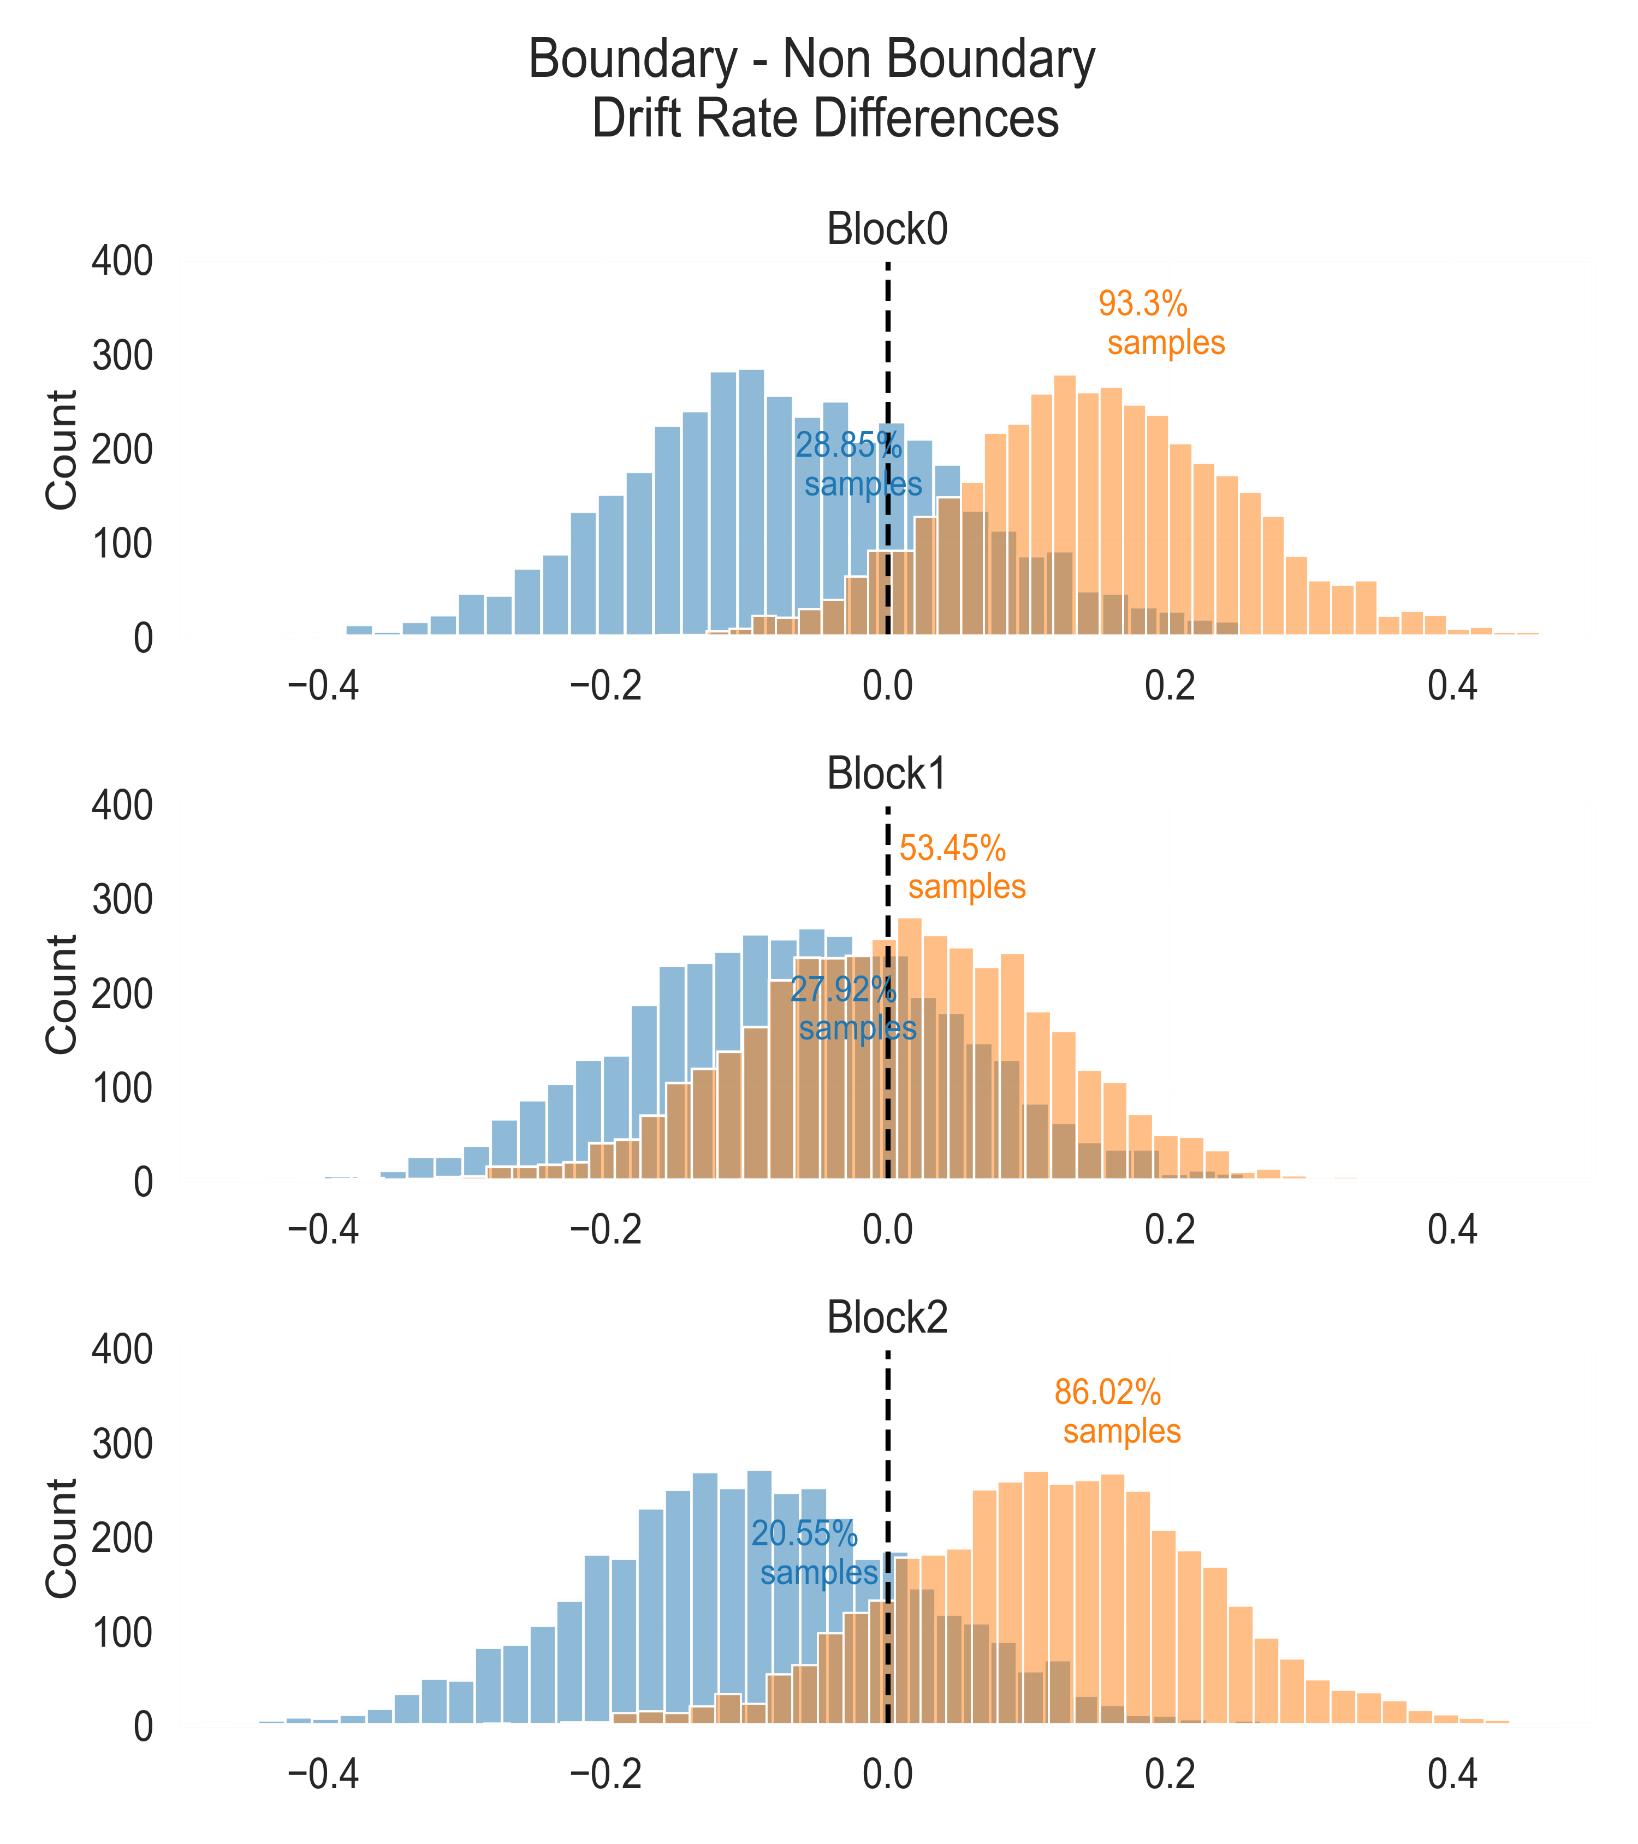 Boundary - Non Boundary
Drift Rate Differences
Block0
400
300
200
100
0
Count
93.3%
samples
28.85%
samples
−0.4
−0.2
0.0
0.2
0.4
Block1
400
300
200
100
0
Count
53.45%
samples
27.92%
samples
−0.4
−0.2
0.0
0.2
0.4
Block2
400
300
200
100
0
Count
86.02%
samples
20.55%
samples
−0.4
−0.2
0.0
0.2
0.4